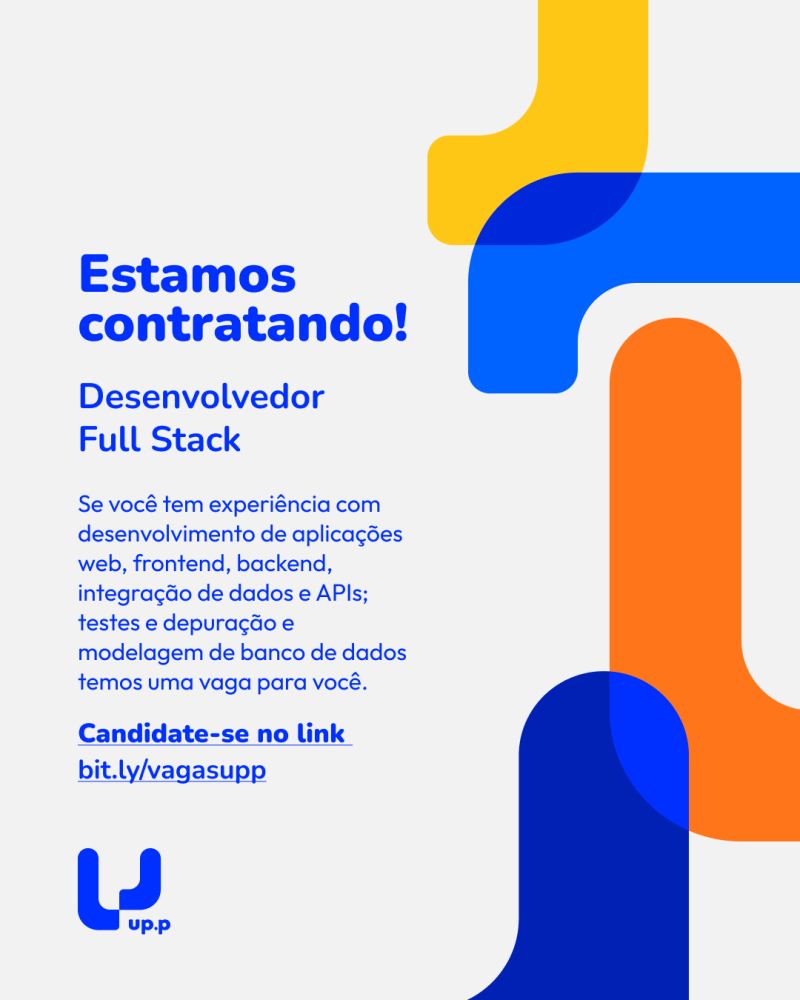 Estamos
contratando!
Desenvolvedor
Full Stack
Se você tem experiência com
desenvolvimento de aplicações
web, frontend, backend,
integração de dados e APIs;
testes e depuração e
modelagem de banco de dados
temos uma vaga para você.
Candidate-se no link
bit.ly/vagasupp
up.p